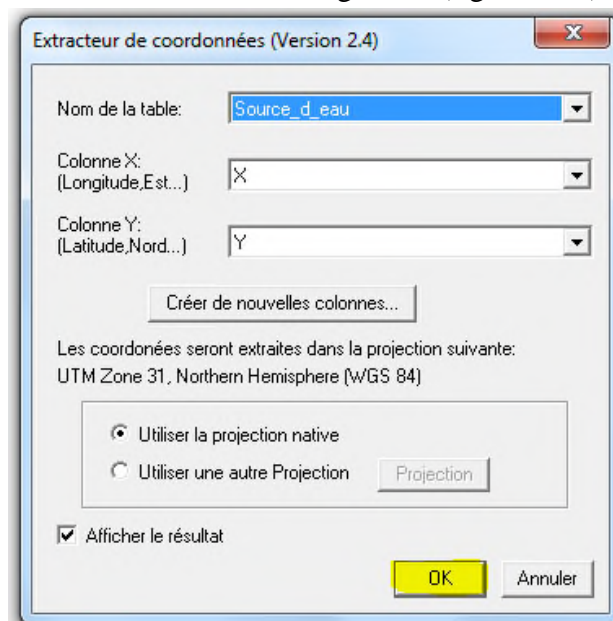 Extracteur de coordonnées (Version 2.4)
Nom de la table: Source_d_eau
Colonne X:
(Longitude,Est...) X
Colonne Y:
(Latitude,Nord...) Y
Créer de nouvelles colonnes...
Les coordonées seront extraites dans la projection suivante:
UTM Zone 31, Northern Hemisphere (WGS 84)
Utiliser la projection native
Utiliser une autre Projection Projection
Afficher le résultat
OK Annuler